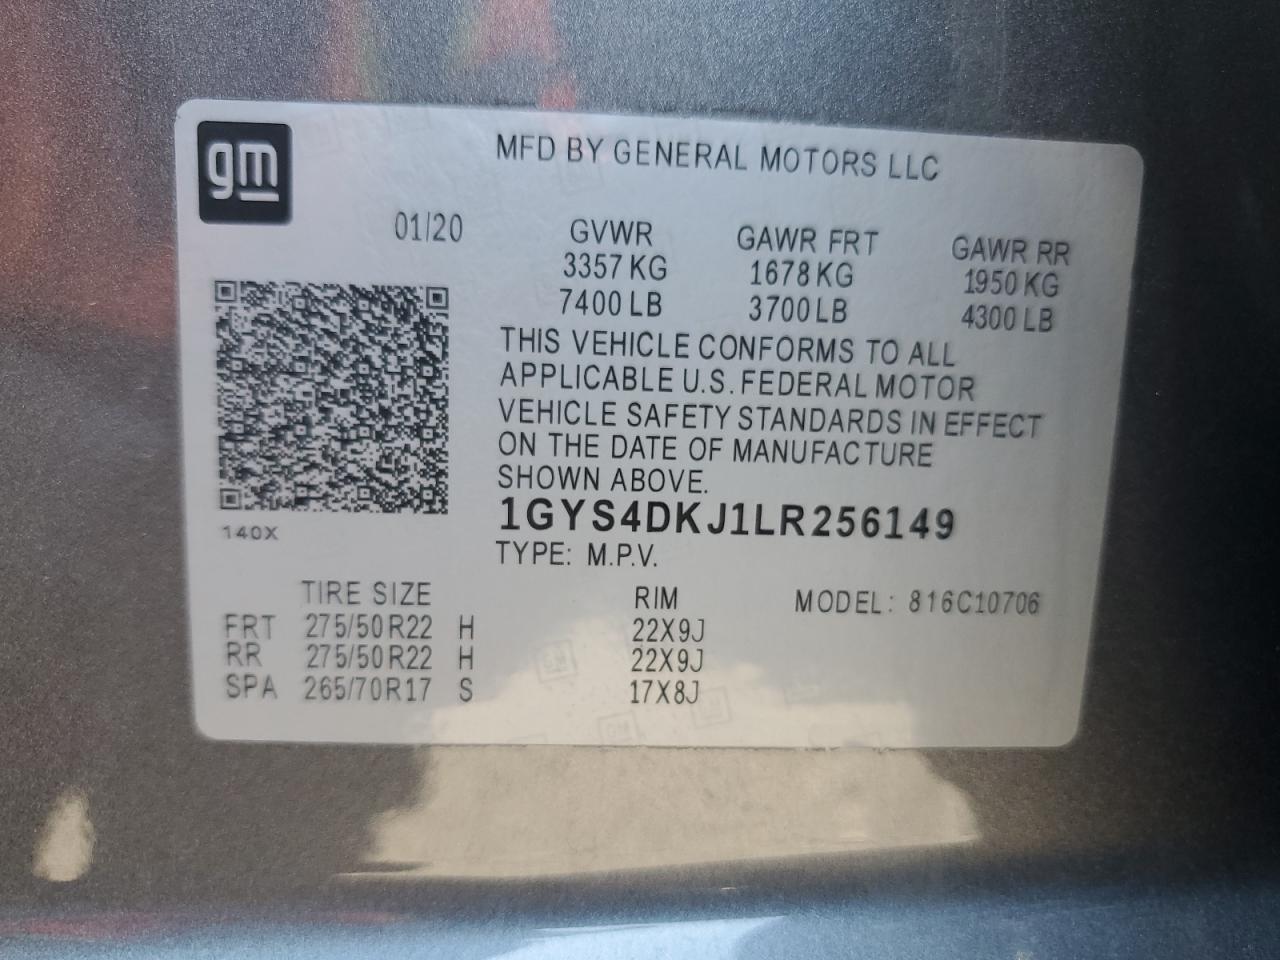 gm
MFD BY GENERAL MOTORS LLC
01/20 GVWR GAWR FRT GAWR RR
3357 KG 1678 KG 1950 KG
7400 LB 3700 LB 4300 LB
THIS VEHICLE CONFORMS TO ALL
APPLICABLE U.S. FEDERAL MOTOR
VEHICLE SAFETY STANDARDS IN EFFECT
ON THE DATE OF MANUFACTURE
SHOWN ABOVE.
1GYS4DKJ1LR256149
140X
TYPE: M.P.V.
TIRE SIZE RIM MODEL: 816C10706
FRT 275/50R22 H 22X9J
RR 275/50R22 H 22X9J
SPA 265/70R17 S 17X8J